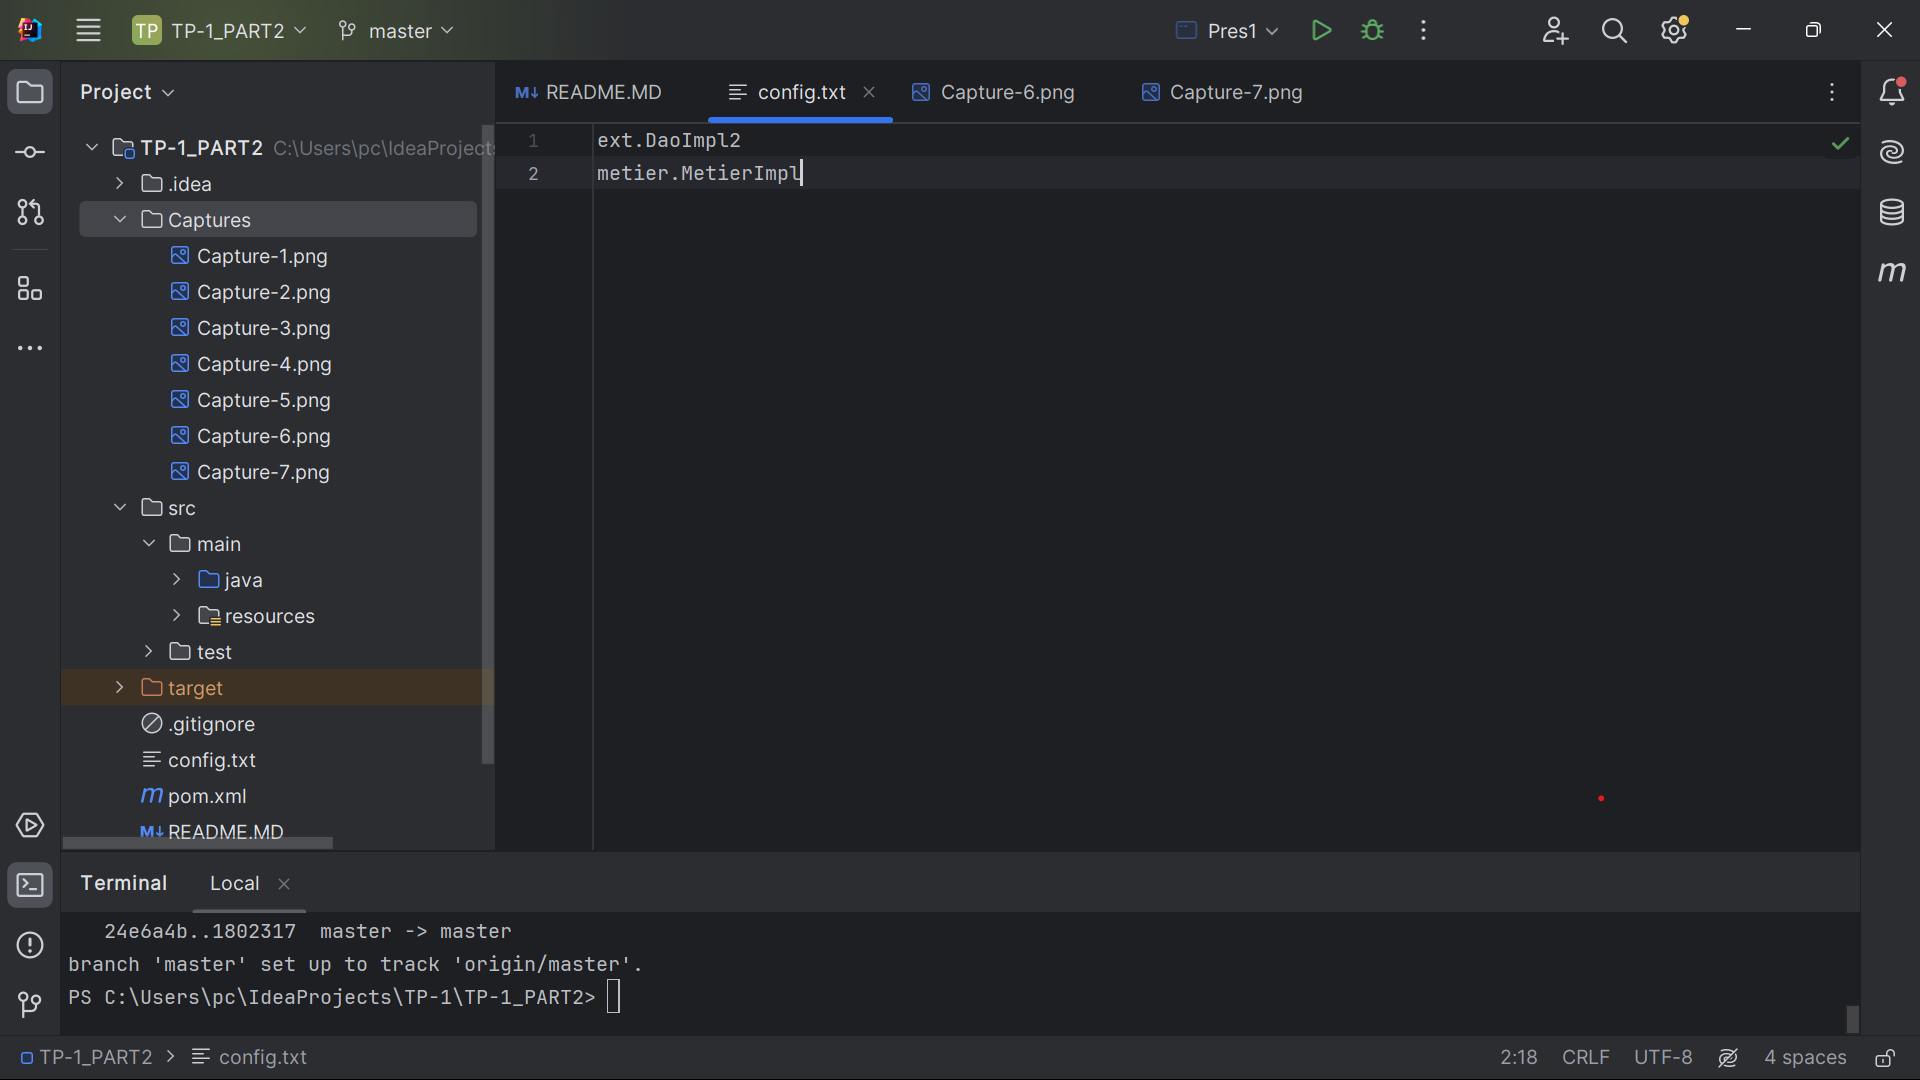 TP TP-1_PART2 master Pres1
Project
README.MD config.txt Capture-6.png Capture-7.png
TP-1_PART2 C:\Users\pc\IdeaProjects
.idea
Captures
Capture-1.png
Capture-2.png
Capture-3.png
Capture-4.png
Capture-5.png
Capture-6.png
Capture-7.png
src
main
java
resources
test
target
.gitignore
config.txt
m pom.xml
M↓ README.MD
1 ext.DaoImpl2
2 metier.MetierImpl
Terminal Local
24e6a4b..1802317 master -> master
branch 'master' set up to track 'origin/master'.
PS C:\Users\pc\IdeaProjects\TP-1\TP-1_PART2>
TP-1_PART2 > config.txt
2:18 CRLF UTF-8 4 spaces